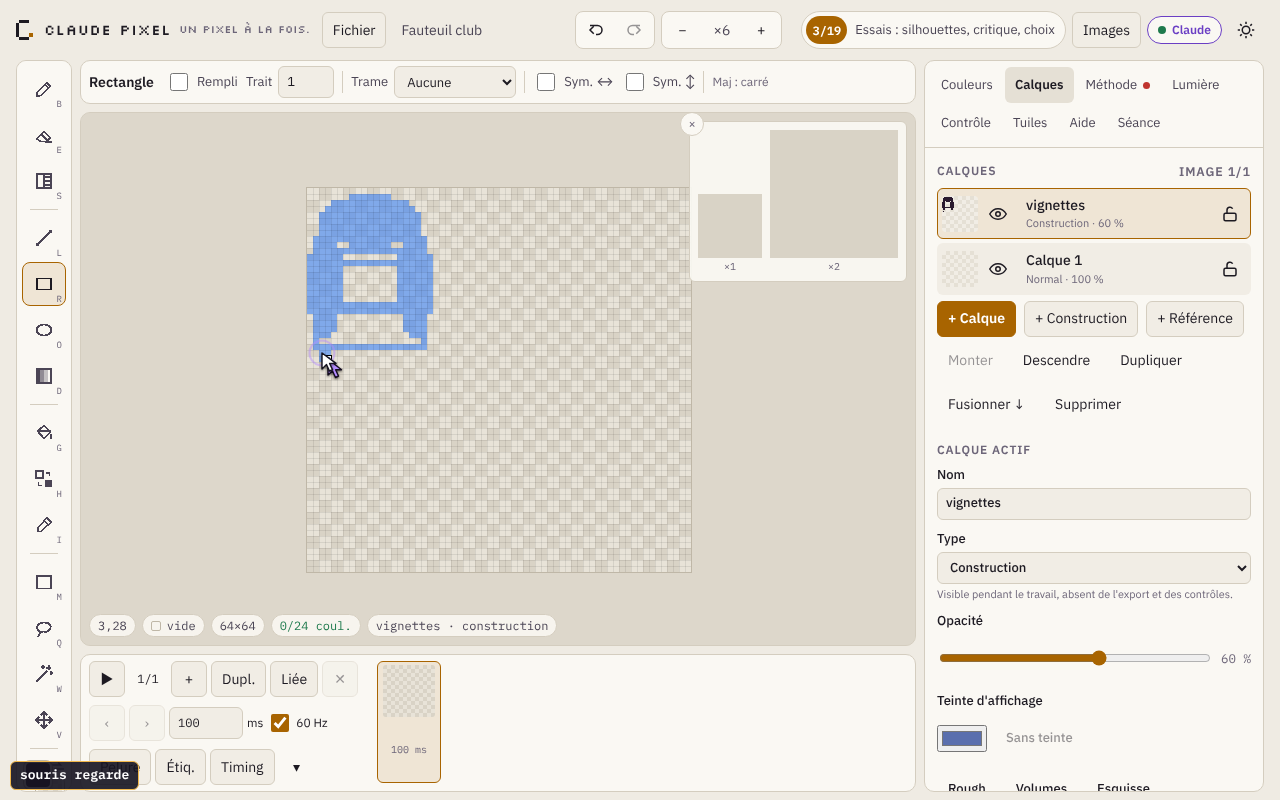 CLAUDE PIXEL
UN PIXEL À LA FOIS.
Fichier
Fauteuil club
−
×6
+
3/19
Essais : silhouettes, critique, choix
Images
Claude
Rectangle
Rempli
Trait
1
Trame
Aucune
Sym. ↔
Sym. ↕
Maj : carré
B
E
S
L
R
O
D
G
H
I
M
Q
W
V
×
×1
×2
3,28
vide
64×64
0/24 coul.
vignettes · construction
1/1
+
Dupl.
Liée
×
‹
›
100
ms
60 Hz
Étiq.
Timing
▼
100 ms
souris regarde
Couleurs
Calques
Méthode
Lumière
Contrôle
Tuiles
Aide
Séance
CALQUES
IMAGE 1/1
vignettes
Construction · 60 %
Calque 1
Normal · 100 %
+ Calque
+ Construction
+ Référence
Monter
Descendre
Dupliquer
Fusionner ↓
Supprimer
CALQUE ACTIF
Nom
vignettes
Type
Construction
Visible pendant le travail, absent de l'export et des contrôles.
Opacité
60 %
Teinte d'affichage
Sans teinte
Rough
Volumes
Esquisse